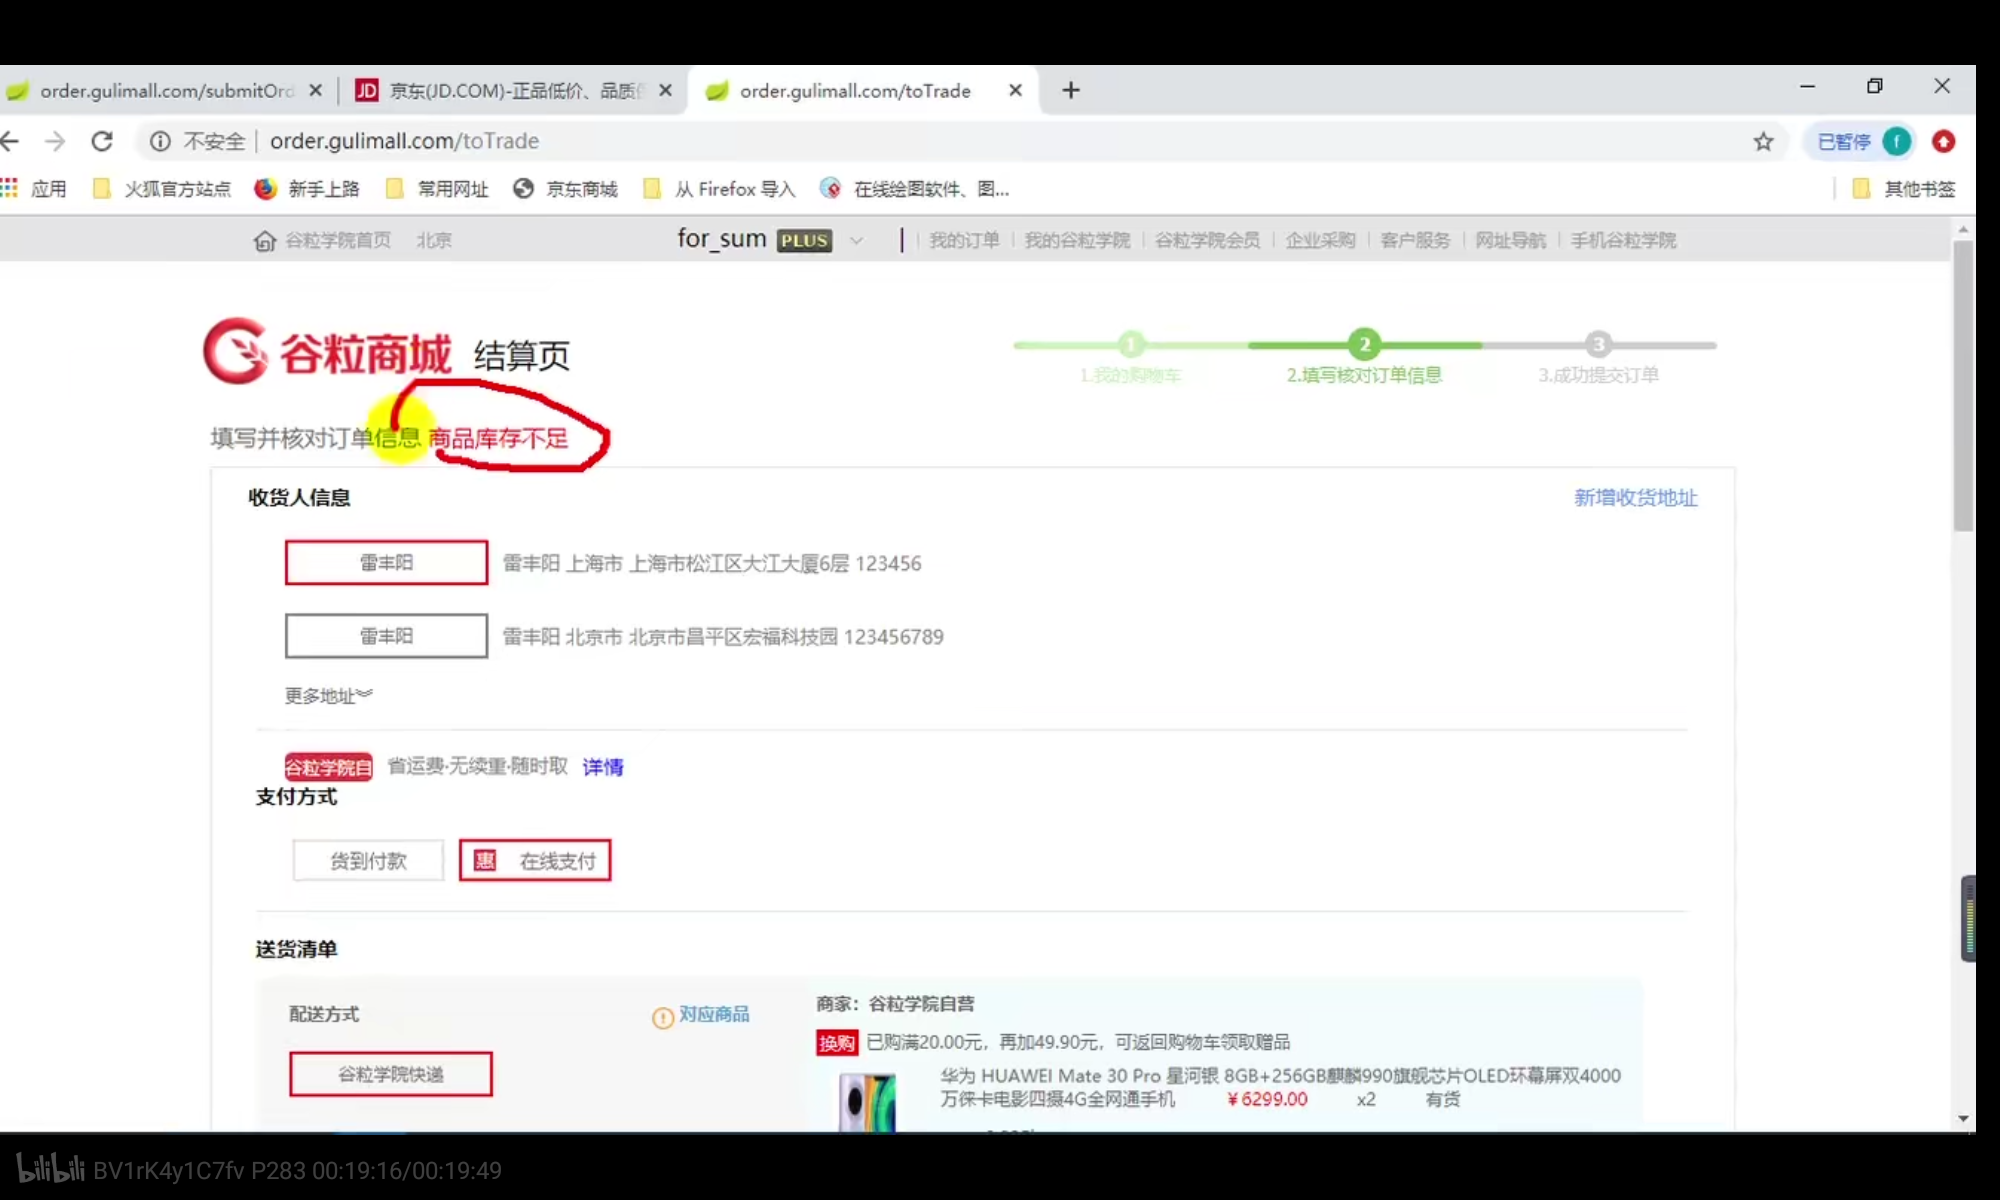 order.gulimall.com/submitOrd
JD 京东(JD.COM)-正品低价、品质
order.gulimall.com/toTrade
不安全 order.gulimall.com/toTrade
已暂停 f
应用 火狐官方站点 新手上路 常用网址 京东商城 从 Firefox 导入 在线绘图软件、图... 其他书签
谷粒学院首页 北京 for_sum PLUS 我的订单 我的谷粒学院 谷粒学院会员 企业采购 客户服务 网址导航 手机谷粒学院
谷粒商城 结算页
1 2 3
1.我的购物车 2.填写核对订单信息 3.成功提交订单
填写并核对订单信息 商品库存不足
收货人信息 新增收货地址
雷丰阳 雷丰阳 上海市 上海市松江区大江大厦6层 123456
雷丰阳 雷丰阳 北京市 北京市昌平区宏福科技园 123456789
更多地址
谷粒学院自 省运费·无续重·随时取 详情
支付方式
货到付款 惠 在线支付
送货清单
配送方式 对应商品
谷粒学院快递
商家：谷粒学院自营
换购 已购满20.00元，再加49.90元，可返回购物车领取赠品
华为 HUAWEI Mate 30 Pro 星河银 8GB+256GB麒麟990旗舰芯片OLED环幕屏双4000
万徕卡电影四摄4G全网通手机 ￥6299.00 x2 有货
bilibili BV1rK4y1C7fv P283 00:19:16/00:19:49